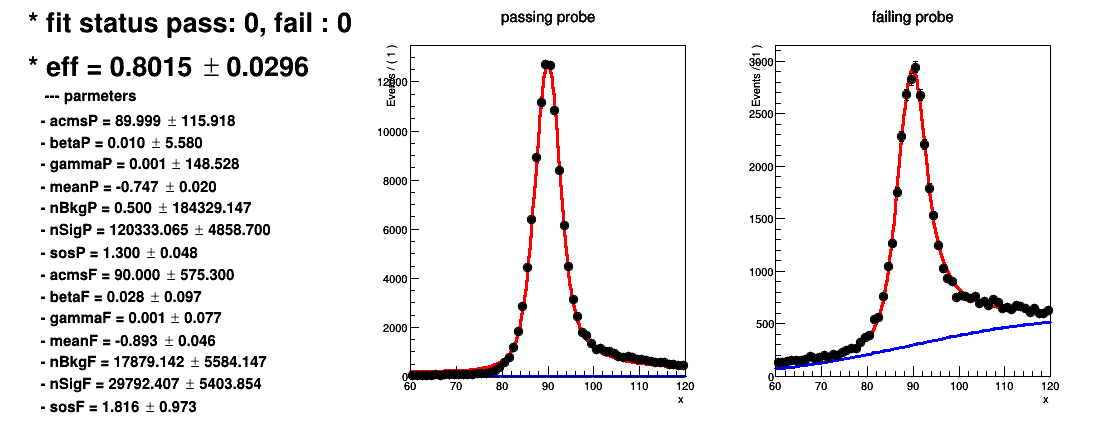 * fit status pass: 0, fail : 0
* eff = 0.8015 ± 0.0296
--- parmeters
- acmsP = 89.999 ± 115.918
- betaP = 0.010 ± 5.580
- gammaP = 0.001 ± 148.528
- meanP = -0.747 ± 0.020
- nBkgP = 0.500 ± 184329.147
- nSigP = 120333.065 ± 4858.700
- sosP = 1.300 ± 0.048
- acmsF = 90.000 ± 575.300
- betaF = 0.028 ± 0.097
- gammaF = 0.001 ± 0.077
- meanF = -0.893 ± 0.046
- nBkgF = 17879.142 ± 5584.147
- nSigF = 29792.407 ± 5403.854
- sosF = 1.816 ± 0.973
passing probe
Events / ( 1 )
12000
10000
8000
6000
4000
2000
0
60 70 80 90 100 110 120
x
failing probe
Events / ( 1 )
3000
2500
2000
1500
1000
500
0
60 70 80 90 100 110 120
x